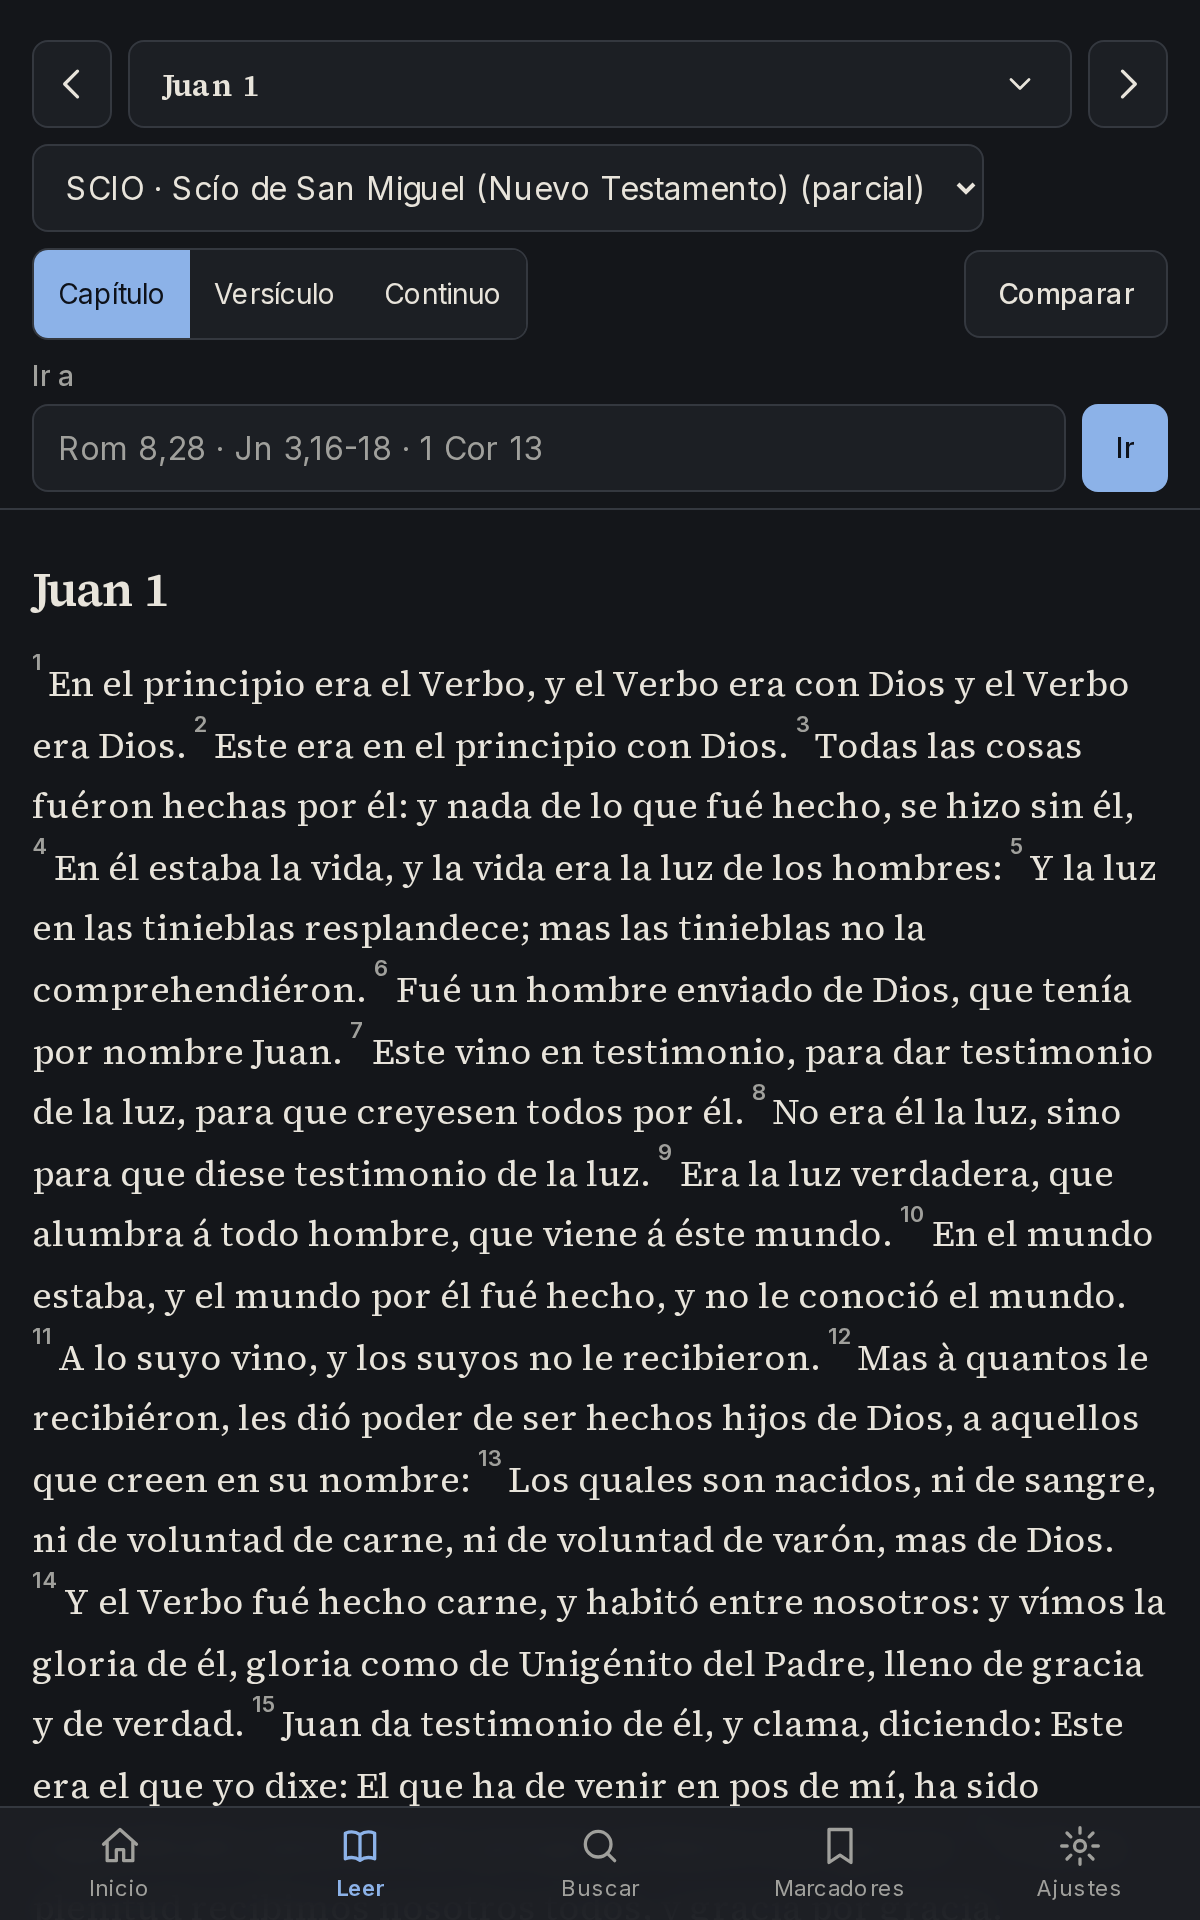 Juan 1
SCIO · Scío de San Miguel (Nuevo Testamento) (parcial)
Capítulo Versículo Continuo Comparar
Ir a
Rom 8,28 · Jn 3,16-18 · 1 Cor 13 Ir
Juan 1
1 En el principio era el Verbo, y el Verbo era con Dios y el Verbo
era Dios. 2 Este era en el principio con Dios. 3 Todas las cosas
fuéron hechas por él: y nada de lo que fué hecho, se hizo sin él,
4 En él estaba la vida, y la vida era la luz de los hombres: 5 Y la luz
en las tinieblas resplandece; mas las tinieblas no la
comprehendiéron. 6 Fué un hombre enviado de Dios, que tenía
por nombre Juan. 7 Este vino en testimonio, para dar testimonio
de la luz, para que creyesen todos por él. 8 No era él la luz, sino
para que diese testimonio de la luz. 9 Era la luz verdadera, que
alumbra á todo hombre, que viene á éste mundo. 10 En el mundo
estaba, y el mundo por él fué hecho, y no le conoció el mundo.
11 A lo suyo vino, y los suyos no le recibieron. 12 Mas à quantos le
recibiéron, les dió poder de ser hechos hijos de Dios, a aquellos
que creen en su nombre: 13 Los quales son nacidos, ni de sangre,
ni de voluntad de carne, ni de voluntad de varón, mas de Dios.
14 Y el Verbo fué hecho carne, y habitó entre nosotros: y vímos la
gloria de él, gloria como de Unigénito del Padre, lleno de gracia
y de verdad. 15 Juan da testimonio de él, y clama, diciendo: Este
era el que yo dixe: El que ha de venir en pos de mí, ha sido
Inicio Leer Buscar Marcadores Ajustes